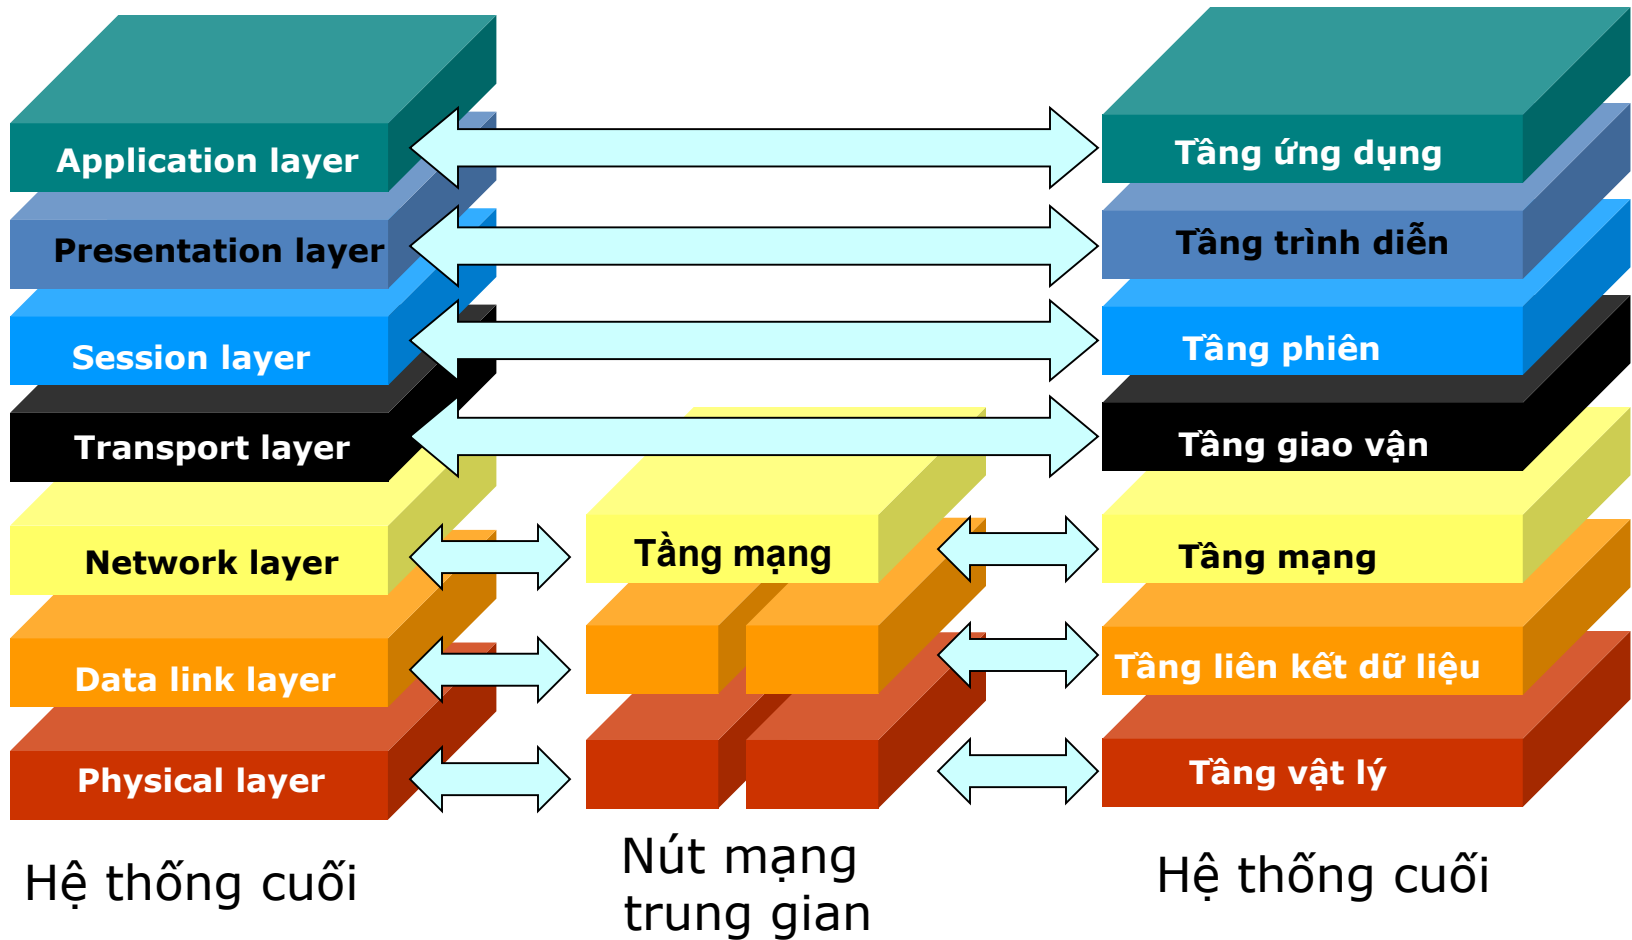 Application layer
Presentation layer
Session layer
Transport layer
Network layer
Data link layer
Physical layer
Hệ thống cuối
Tầng mạng
Nút mạng
trung gian
Tầng ứng dụng
Tầng trình diễn
Tầng phiên
Tầng giao vận
Tầng mạng
Tầng liên kết dữ liệu
Tầng vật lý
Hệ thống cuối